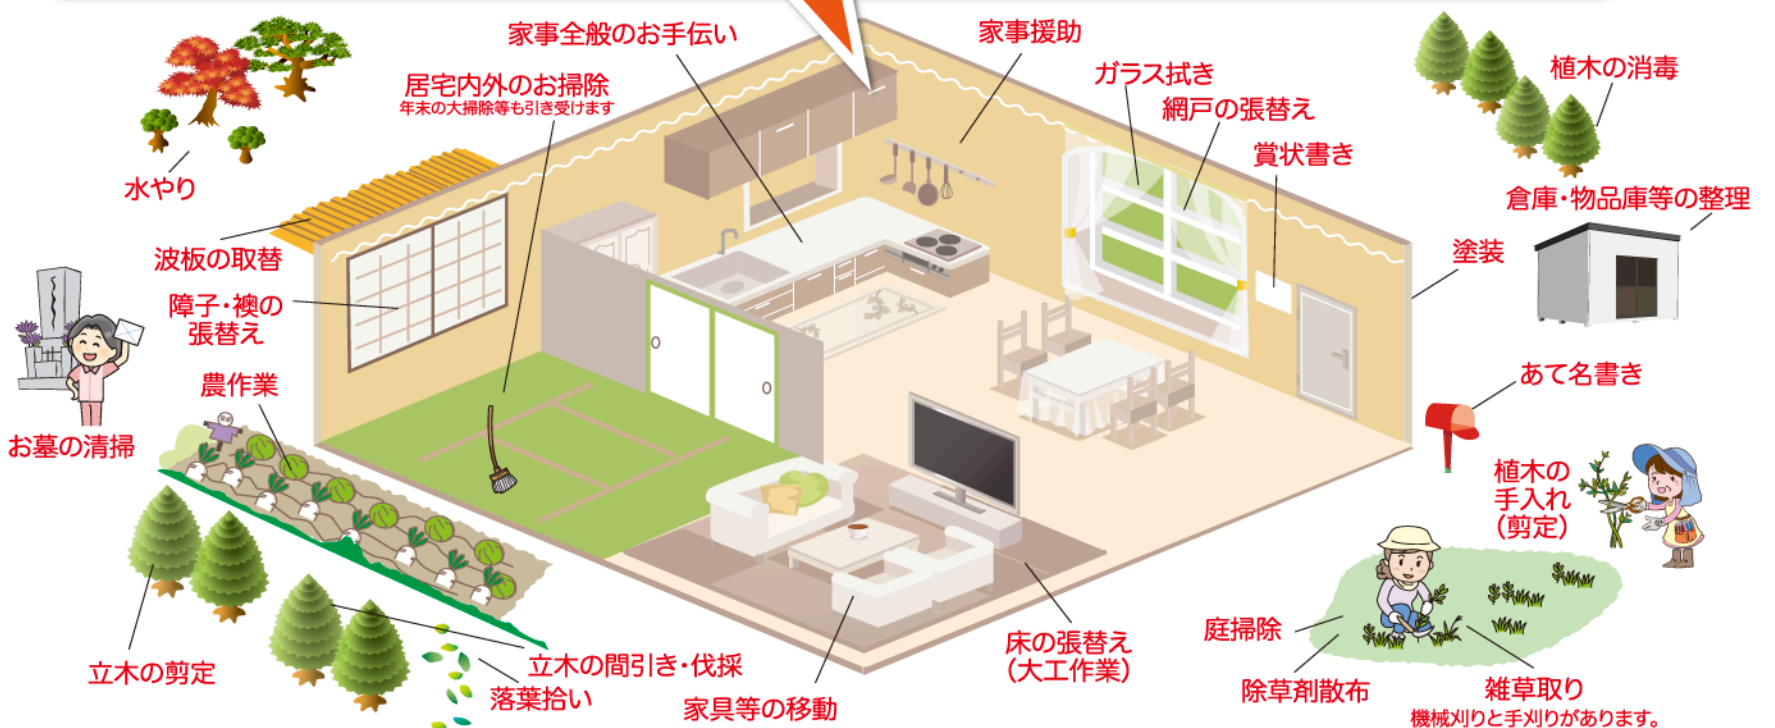 家事全般のお手伝い
家事援助
居宅内外のお掃除
年末の大掃除等も引き受けます
ガラス拭き
網戸の張替え
賞状書き
植木の消毒
水やり
倉庫・物品庫等の整理
波板の取替
塗装
障子・襖の
張替え
農作業
あて名書き
お墓の清掃
植木の
手入れ
(剪定)
立木の剪定
立木の間引き・伐採
落葉拾い
家具等の移動
床の張替え
(大工作業)
庭掃除
除草剤散布
雑草取り
機械刈りと手刈りがあります。